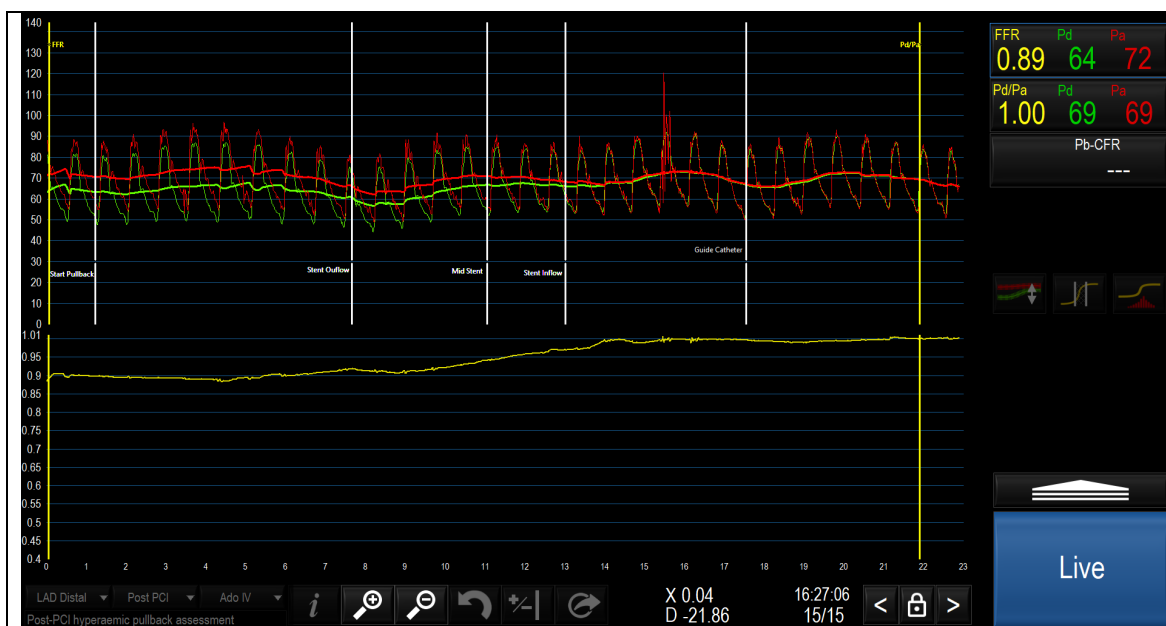 140
130
120
110
100
90
80
70
60
50
40
30
20
10
0
FFR
Pd/Pa
Start Pullback
Stent Ouflow
Mid Stent
Stent Inflow
Guide Catheter
1.01
0.95
0.9
0.85
0.8
0.75
0.7
0.65
0.6
0.55
0.5
0.45
0.4
0 1 2 3 4 5 6 7 8 9 10 11 12 13 14 15 16 17 18 19 20 21 22 23
FFR Pd Pa
0.89 64 72
Pd/Pa Pd Pa
1.00 69 69
Pb-CFR
---
Live
LAD Distal Post PCI Ado IV
Post-PCI hyperaemic pullback assessment
i
X 0.04
D -21.86
16:27:06
15/15
< >